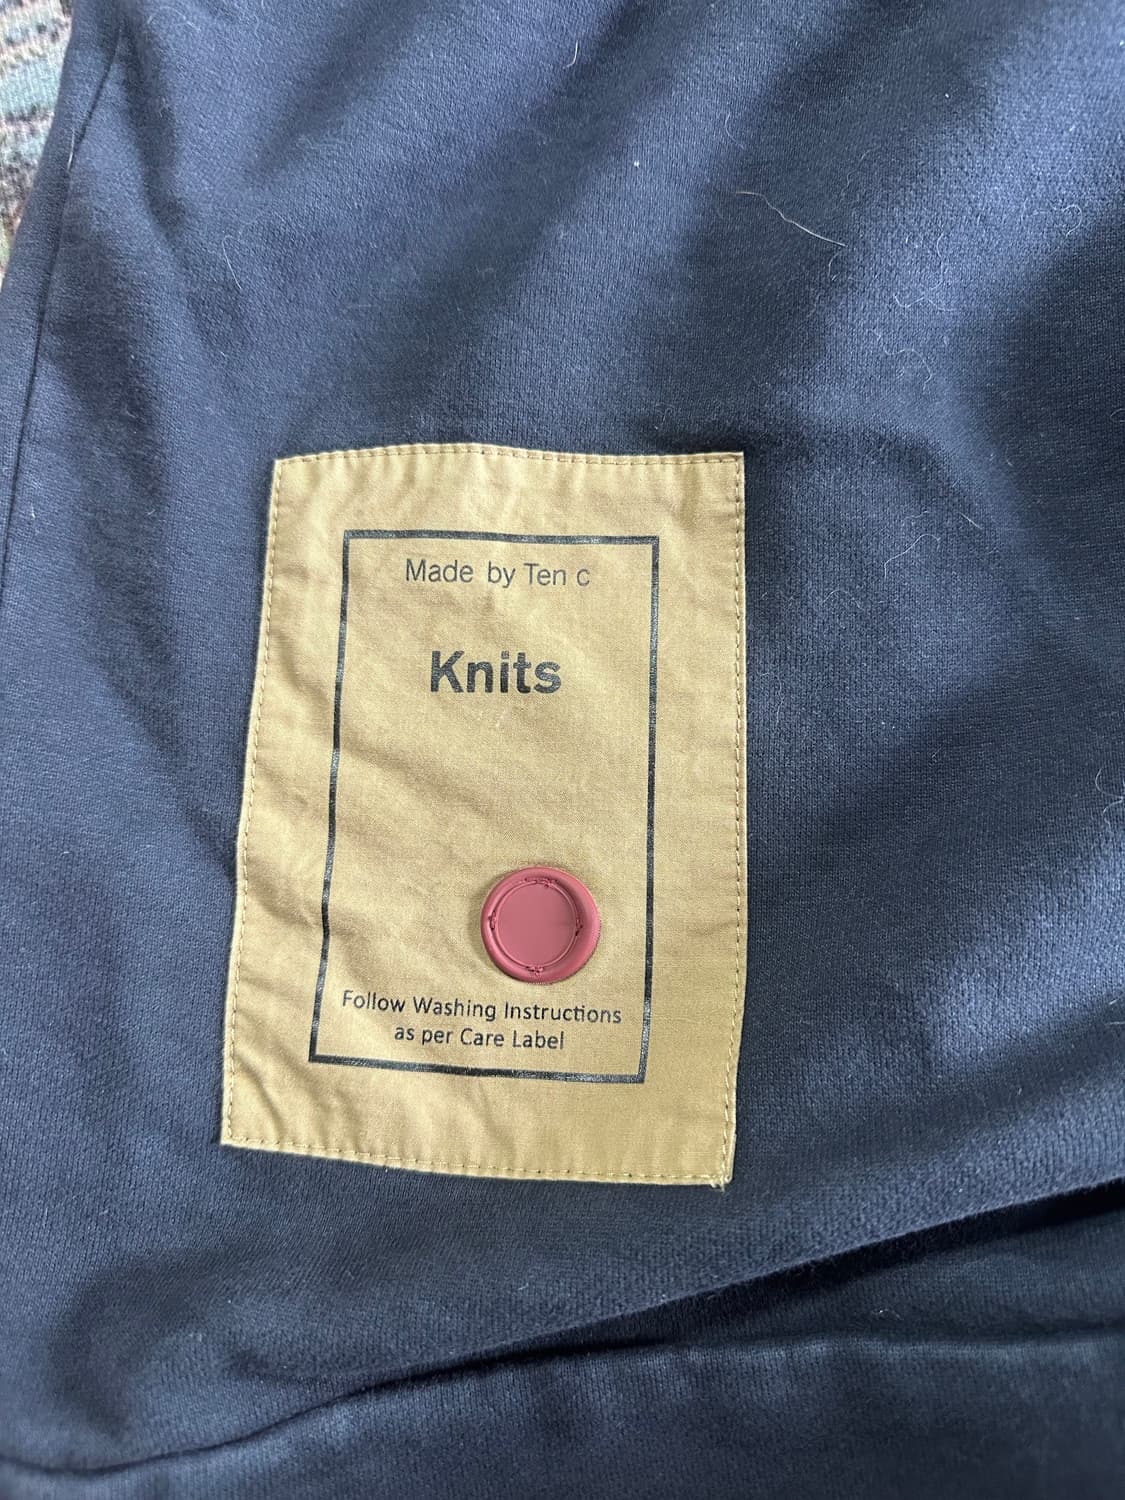 Made by Ten c
Knits
Follow Washing Instructions
as per Care Label